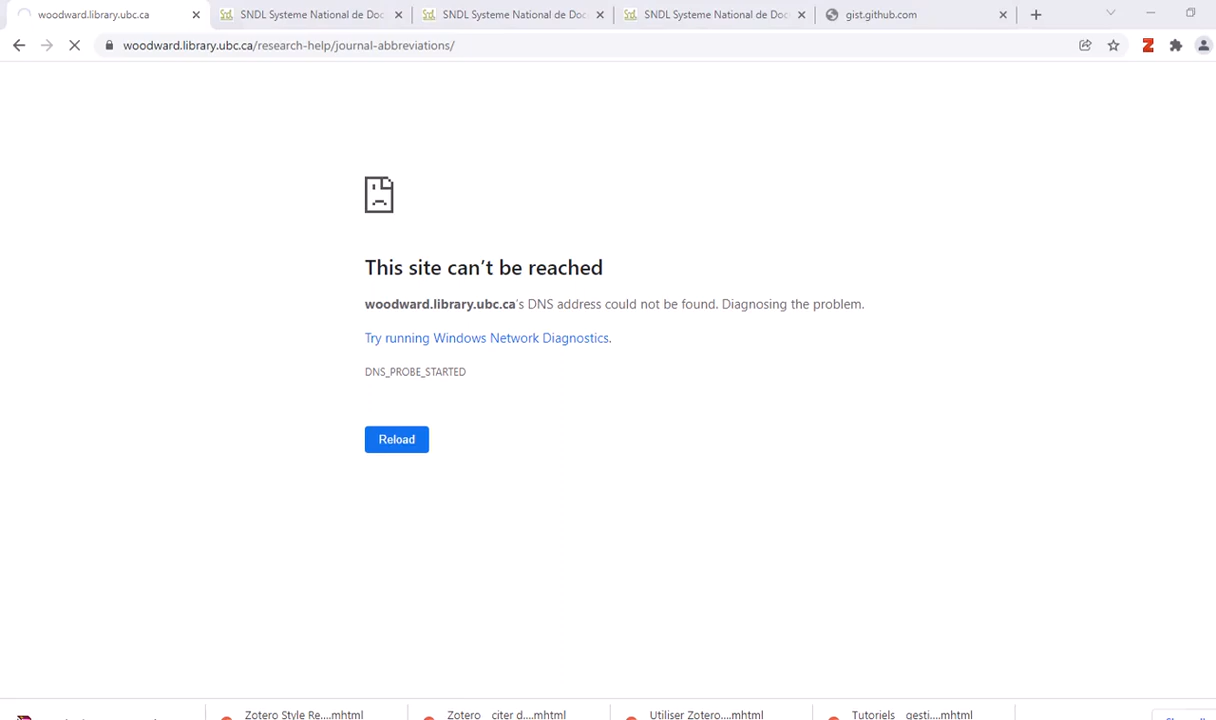 woodward.library.ubc.ca
SNDL Systeme National de Doc
SNDL Systeme National de Doc
SNDL Systeme National de Doc
gist.github.com
woodward.library.ubc.ca/research-help/journal-abbreviations/
Z
This site can't be reached
woodward.library.ubc.ca's DNS address could not be found. Diagnosing the problem.
Try running Windows Network Diagnostics.
DNS_PROBE_STARTED
Reload
Zotero Style Re....mhtml
Zotero _ citer d....mhtml
Utiliser Zotero....mhtml
Tutoriels _ gesti....mhtml